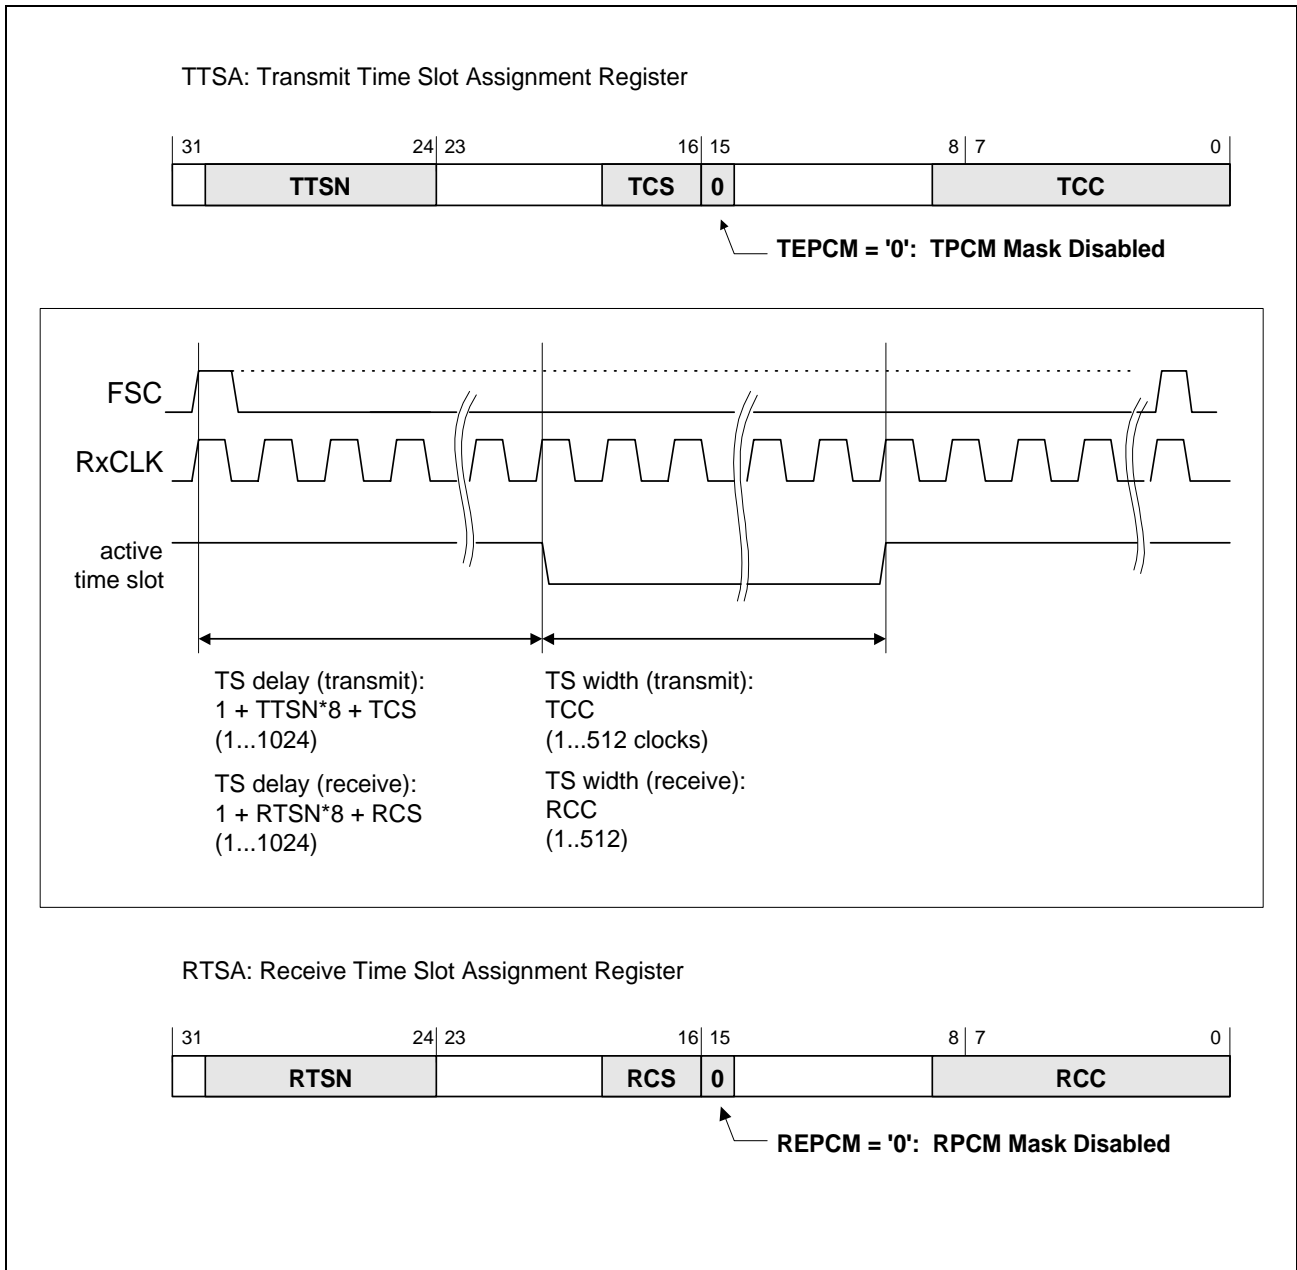 TTSA: Transmit Time Slot Assignment Register
31 24 23 16 15 8 7 0
TTSN TCS 0 TCC
TEPCM = '0': TPCM Mask Disabled
FSC
RxCLK
active
time slot
TS delay (transmit):
1 + TTSN*8 + TCS
(1...1024)
TS width (transmit):
TCC
(1...512 clocks)
TS delay (receive):
1 + RTSN*8 + RCS
(1...1024)
TS width (receive):
RCC
(1..512)
RTSA: Receive Time Slot Assignment Register
31 24 23 16 15 8 7 0
RTSN RCS 0 RCC
REPCM = '0': RPCM Mask Disabled